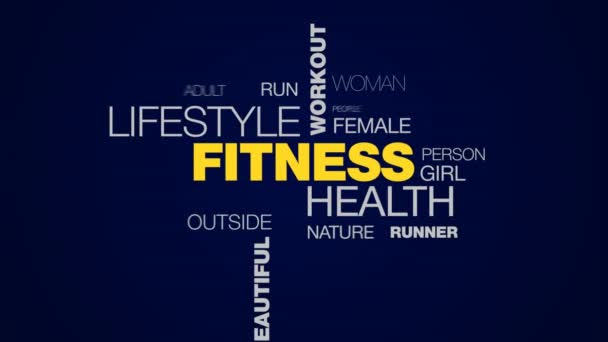 WORKOUT
ADULT RUN WOMAN
PEOPLE
LIFESTYLE FEMALE
FITNESS PERSON
GIRL
HEALTH
OUTSIDE
NATURE RUNNER
EAUTIFUL